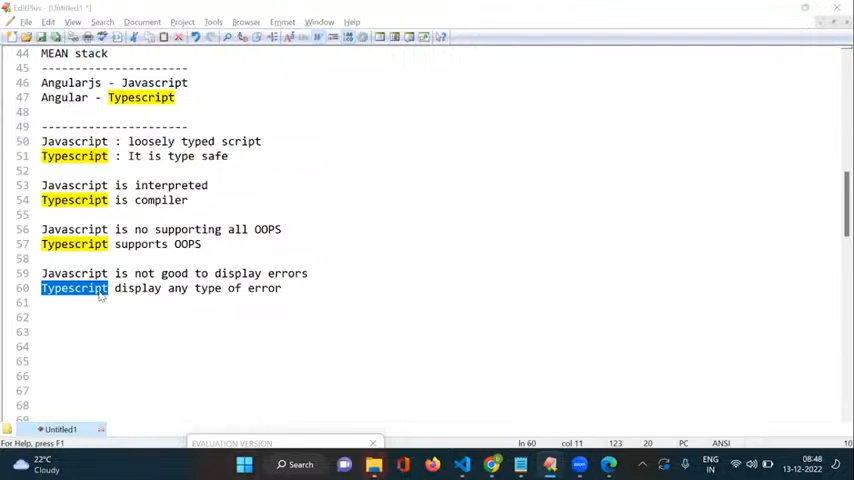 EditPlus - [Untitled1 *]
File Edit View Search Document Project Tools Browser Emmet Window Help
44 MEAN stack
45 ----------------------
46 Angularjs - Javascript
47 Angular - Typescript
48
49 ----------------------
50 Javascript : loosely typed script
51 Typescript : It is type safe
52
53 Javascript is interpreted
54 Typescript is compiler
55
56 Javascript is no supporting all OOPS
57 Typescript supports OOPS
58
59 Javascript is not good to display errors
60 Typescript display any type of error
61
62
63
64
65
66
67
68
69
Untitled1
EVALUATION VERSION
For Help, press F1 ln 60 col 11 123 20 PC ANSI 10
22°C
Cloudy
Search
ENG
IN
08:48
13-12-2022